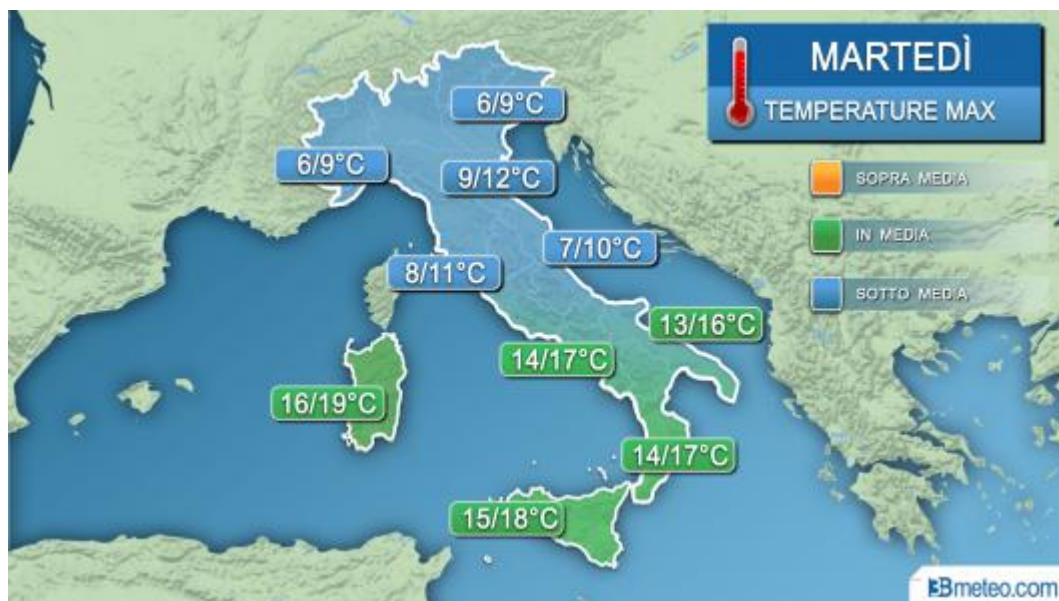 MARTEDÌ
TEMPERATURE MAX
6/9°C
6/9°C
9/12°C
SOPRA MEDIA
IN MEDIA
7/10°C
8/11°C
SOTTO MEDIA
13/16°C
14/17°C
16/19°C
14/17°C
15/18°C
3Bmeteo.com